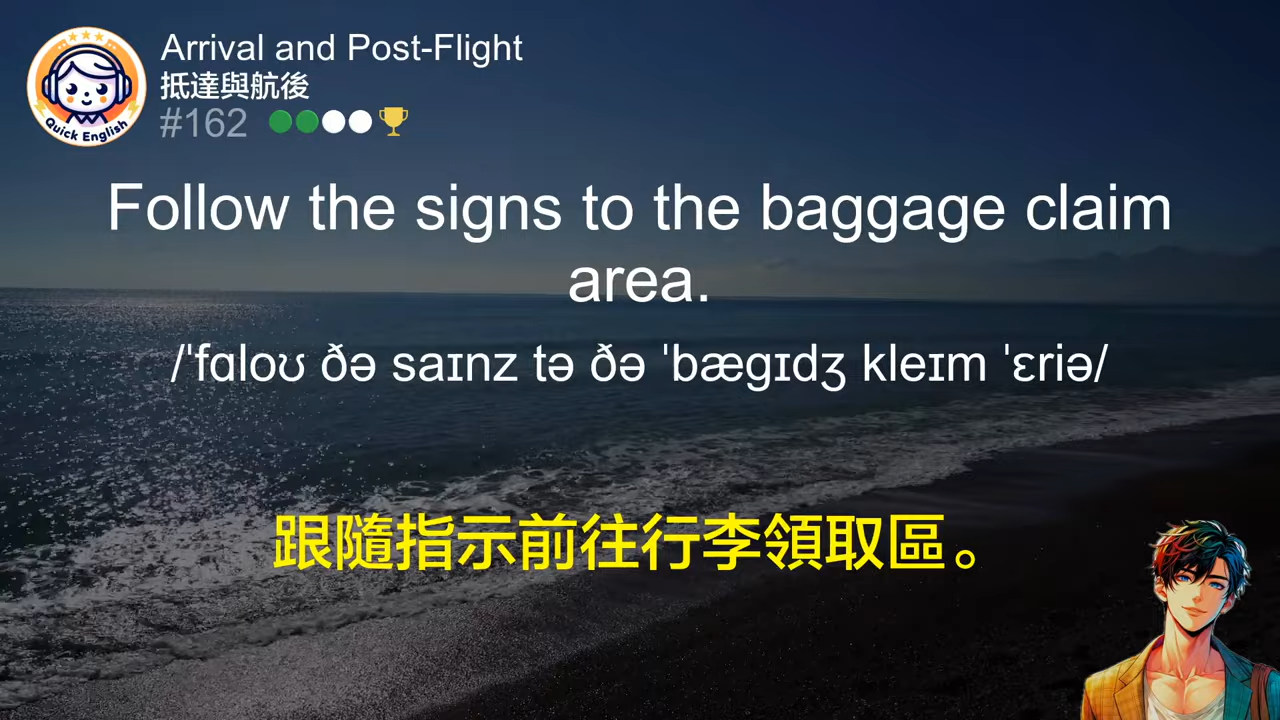 Quick English
Arrival and Post-Flight
抵達與航後
#162
Follow the signs to the baggage claim
area.
/ˈfɑloʊ ðə saɪnz tə ðə ˈbægɪdʒ kleɪm ˈɛriə/
跟隨指示前往行李領取區。